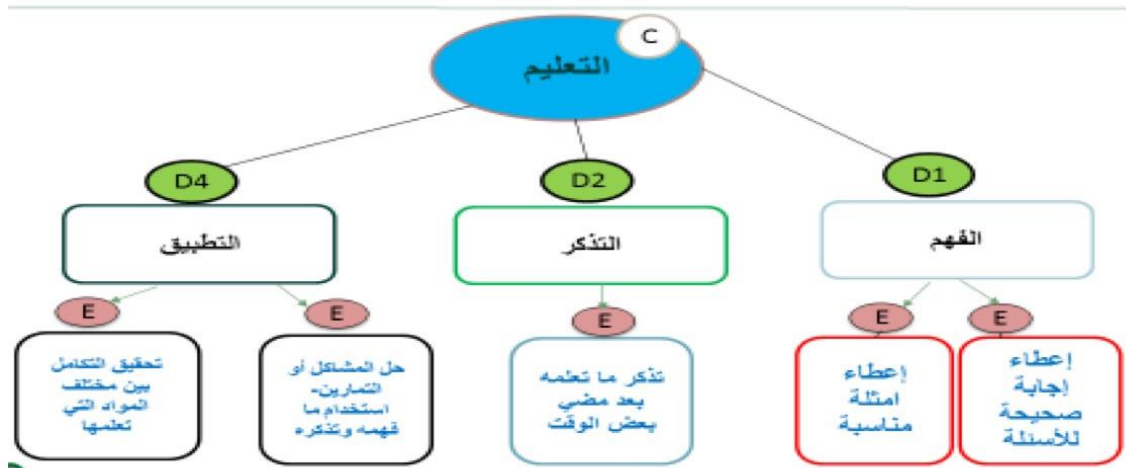 C
التعليم
D1
D2
D4
الفهم
التذكر
التطبيق
E
E
E
E
E
إعطاء
إجابة
صحيحة
للأسئلة
إعطاء
امثلة
مناسبة
تذكر ما تعلمه
بعد مضي
بعض الوقت
حل المشاكل أو
التمارين-
استخدام ما
فهمه وتذكره
تحقيق التكامل
بين مختلف
المواد التي
تعلمها